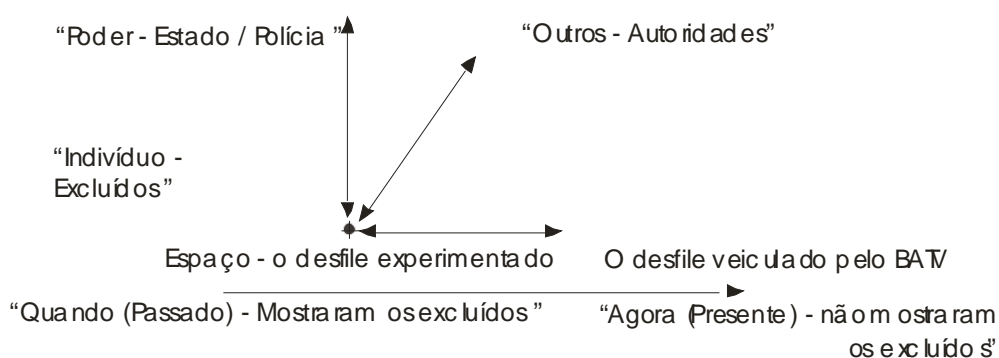 “Poder - Estado / Polícia ”
“Outros - Autoridades”
“Indivíduo -
Excluídos”
Espaço - o desfile experimentado
O desfile veiculado pelo BATV
“Quando (Passado) - Mostraram os excluídos ”
“Agora (Presente) - não mostraram
os excluídos”